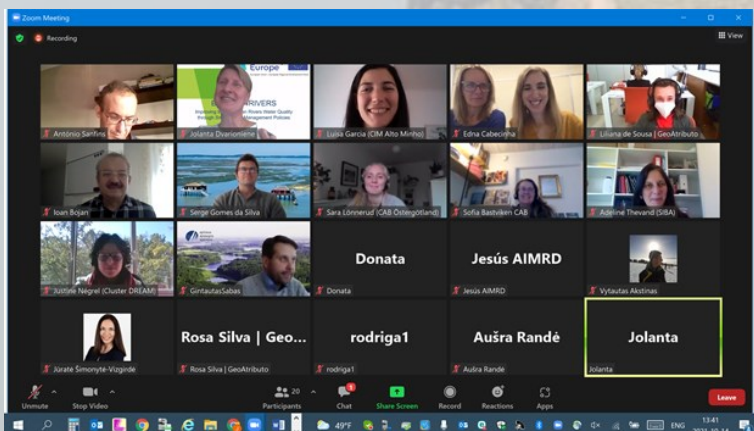 Zoom Meeting
Recording
View
António Sanfins
Europe
RIVERS
Jolanta Dvarioniene
Luisa Garcia (CIM Alto Minho)
Edna Cabecinha
Liliana de Sousa | GeoAtributo
Ioan Bojan
Serge Gomes da Silva
Sara Lönnerud (CAB Östergötland)
Sofia Bastviken CAB
Adeline Thevand (SIBA)
Justine Négrel (Cluster DREAM)
GintautasSabas
Donata
Donata
Jesús AIMRD
Jesús AIMRD
Vytautas Akstinas
Jūratė Šimonytė-Vizgirdė
Rosa Silva | Geo...
Rosa Silva | GeoAtributo
rodriga1
rodriga1
Aušra Randė
Aušra Randė
Jolanta
Jolanta
Unmute
Stop Video
20
Participants
1
Chat
Share Screen
Record
Reactions
Apps
Leave
49°F
ENG
13:41